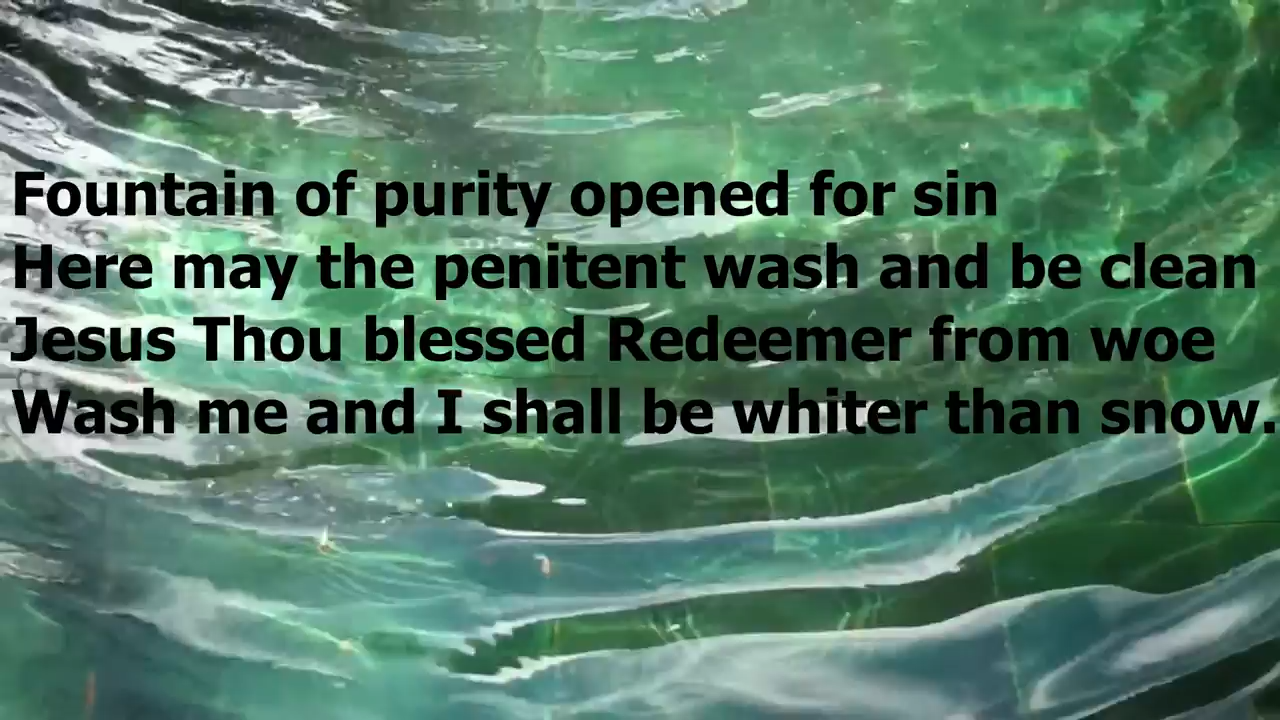 Fountain of purity opened for sin
Here may the penitent wash and be clean
Jesus Thou blessed Redeemer from woe
Wash me and I shall be whiter than snow.